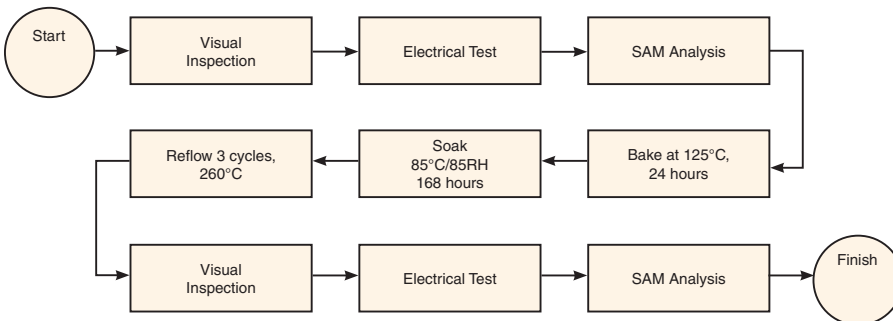 Start
Visual
Inspection
Electrical Test
SAM Analysis
Bake at 125°C,
24 hours
Soak
85°C/85RH
168 hours
Reflow 3 cycles,
260°C
Visual
Inspection
Electrical Test
SAM Analysis
Finish